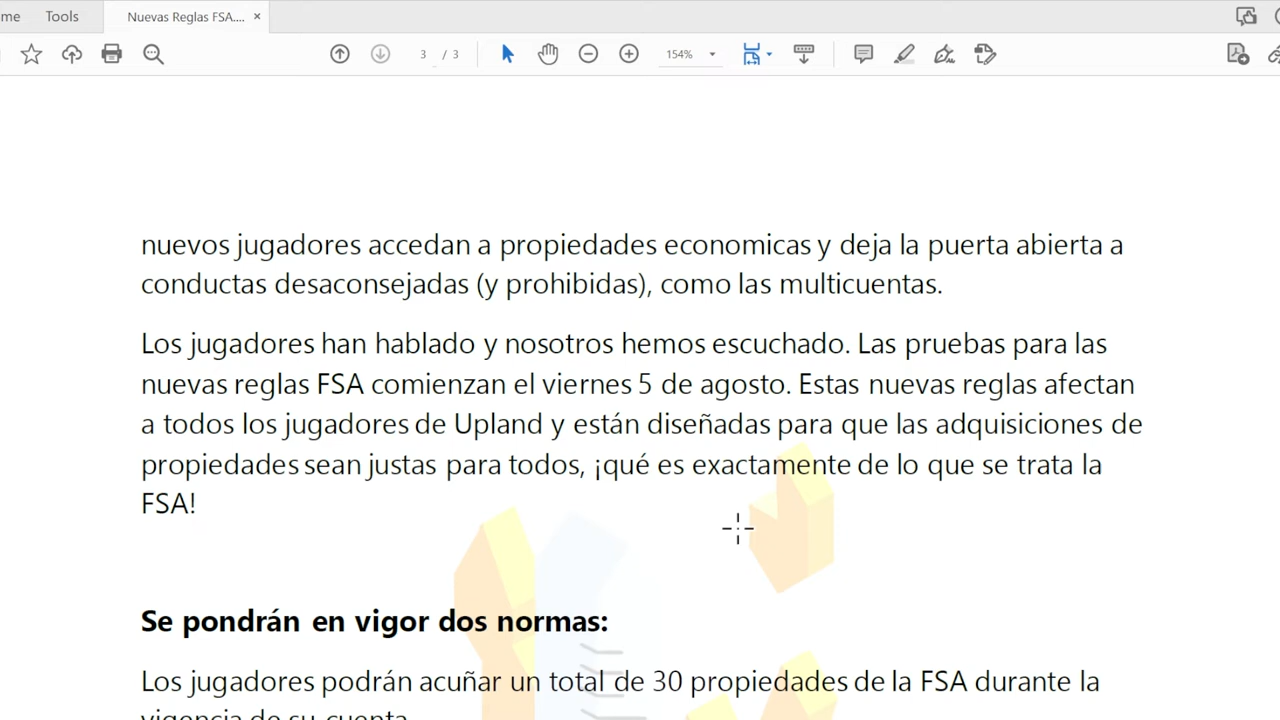 me
Tools
Nuevas Reglas FSA.... ×
3 / 3
154%
nuevos jugadores accedan a propiedades economicas y deja la puerta abierta a
conductas desaconsejadas (y prohibidas), como las multicuentas.
Los jugadores han hablado y nosotros hemos escuchado. Las pruebas para las
nuevas reglas FSA comienzan el viernes 5 de agosto. Estas nuevas reglas afectan
a todos los jugadores de Upland y están diseñadas para que las adquisiciones de
propiedades sean justas para todos, ¡qué es exactamente de lo que se trata la
FSA!
Se pondrán en vigor dos normas:
Los jugadores podrán acuñar un total de 30 propiedades de la FSA durante la
vigencia de su cuenta